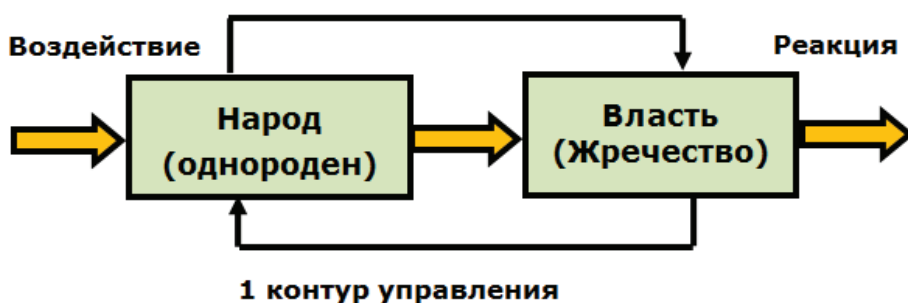 Воздействие
Реакция
Народ
(однороден)
Власть
(Жречество)
1 контур управления